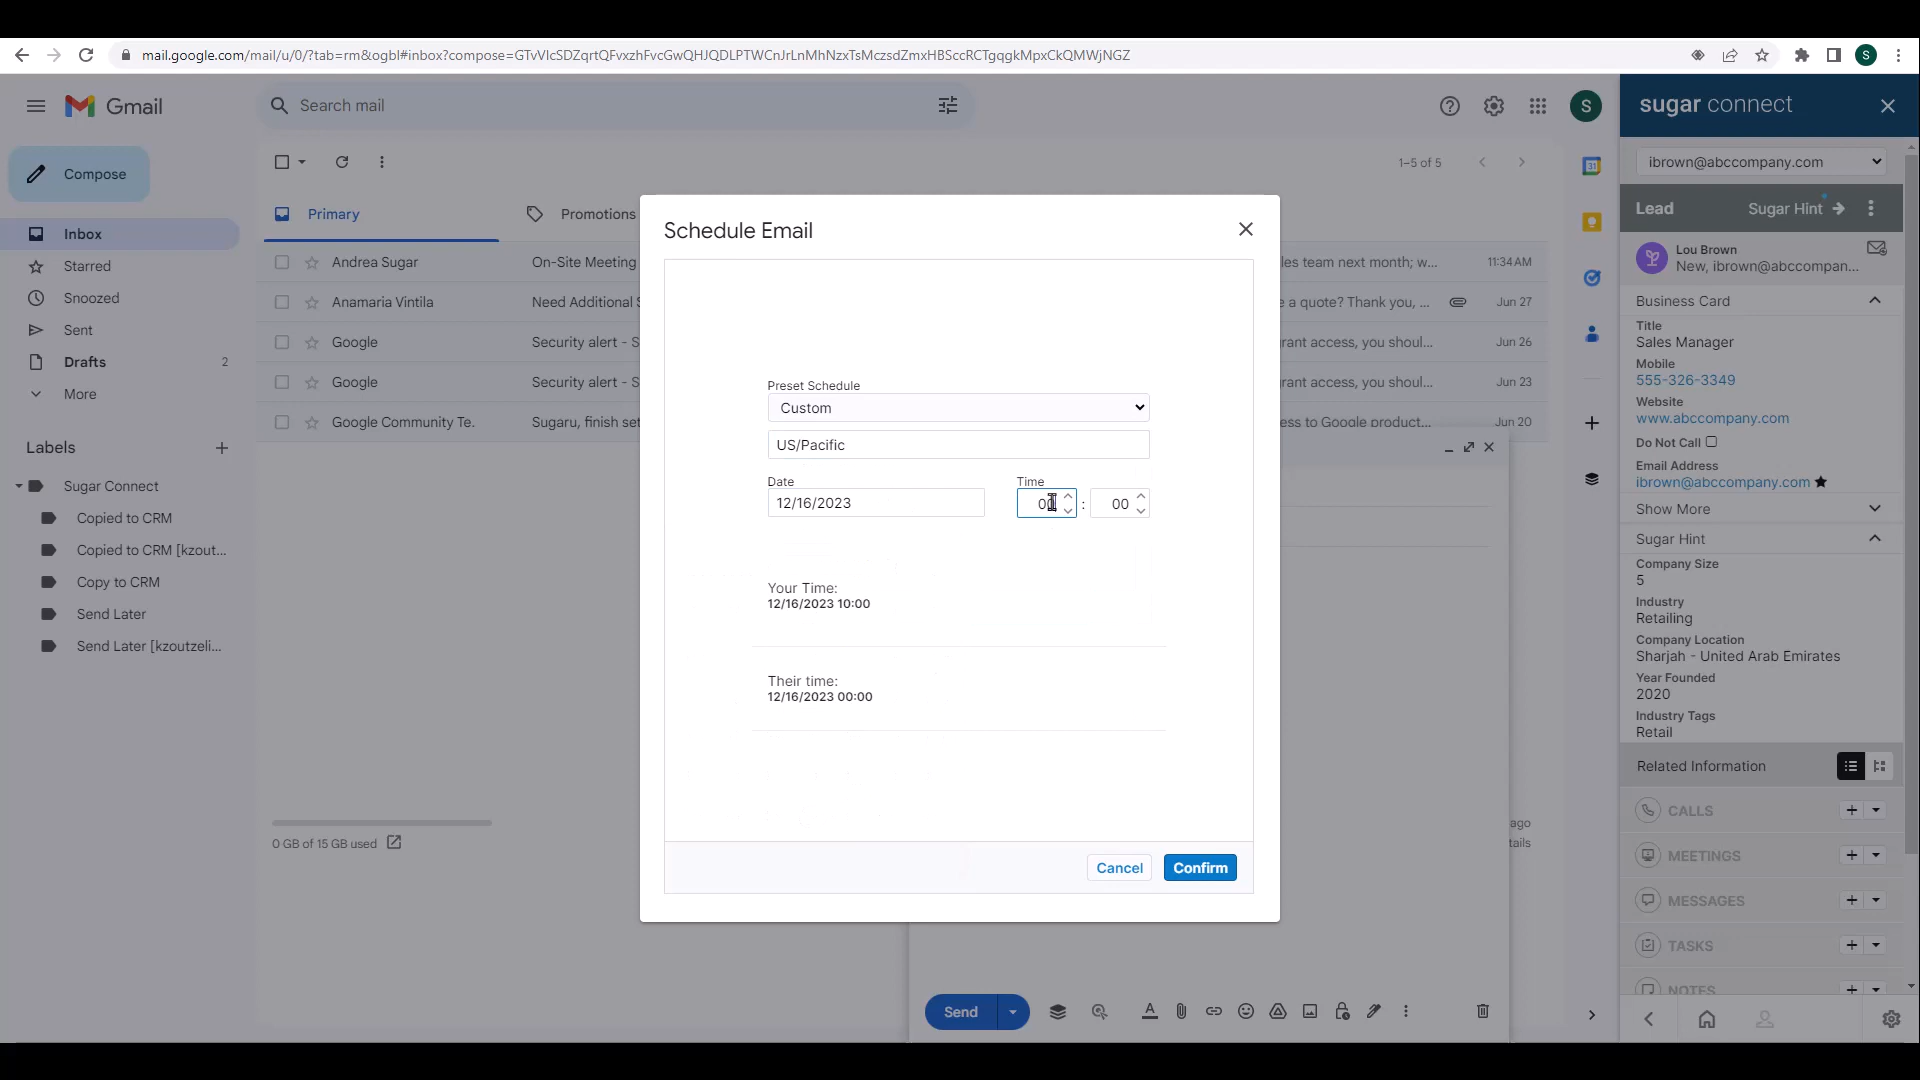 mail.google.com/mail/u/0/?tab=rm&ogbl#inbox?compose=GTvVlcSDZqrtQFvxzhFvcGwQHJQDLPTWCnJrLnMhNzxTsMczsdZmxHBSccRCTgqgkMpxCkQMWjNGZ
S
Gmail
Search mail
S
sugar connect
Compose
1–5 of 5
ibrown@abccompany.com
Primary
Promotions
Schedule Email
Lead
Sugar Hint
Inbox
Starred
Snoozed
Sent
Drafts
2
More
Andrea Sugar
On-Site Meeting
les team next month; w...
11:34 AM
Anamaria Vintila
Need Additional S
e a quote? Thank you, ...
Jun 27
Google
Security alert - S
rant access, you shoul...
Jun 26
Google
Security alert - S
rant access, you shoul...
Jun 23
Google Community Te.
Sugaru, finish set
ess to Google product...
Jun 20
Lou Brown
New, ibrown@abccompan...
Business Card
Title
Sales Manager
Mobile
555-326-3349
Website
www.abccompany.com
Do Not Call
Email Address
ibrown@abccompany.com
Show More
Preset Schedule
Custom
US/Pacific
Date
Time
12/16/2023
00 : 00
Your Time:
12/16/2023 10:00
Their time:
12/16/2023 00:00
Cancel
Confirm
Labels
Sugar Connect
Copied to CRM
Copied to CRM [kzout...
Copy to CRM
Send Later
Send Later [kzoutzeli...
0 GB of 15 GB used
ago
tails
Sugar Hint
Company Size
5
Industry
Retailing
Company Location
Sharjah - United Arab Emirates
Year Founded
2020
Industry Tags
Retail
Related Information
CALLS
MEETINGS
MESSAGES
TASKS
NOTES
Send